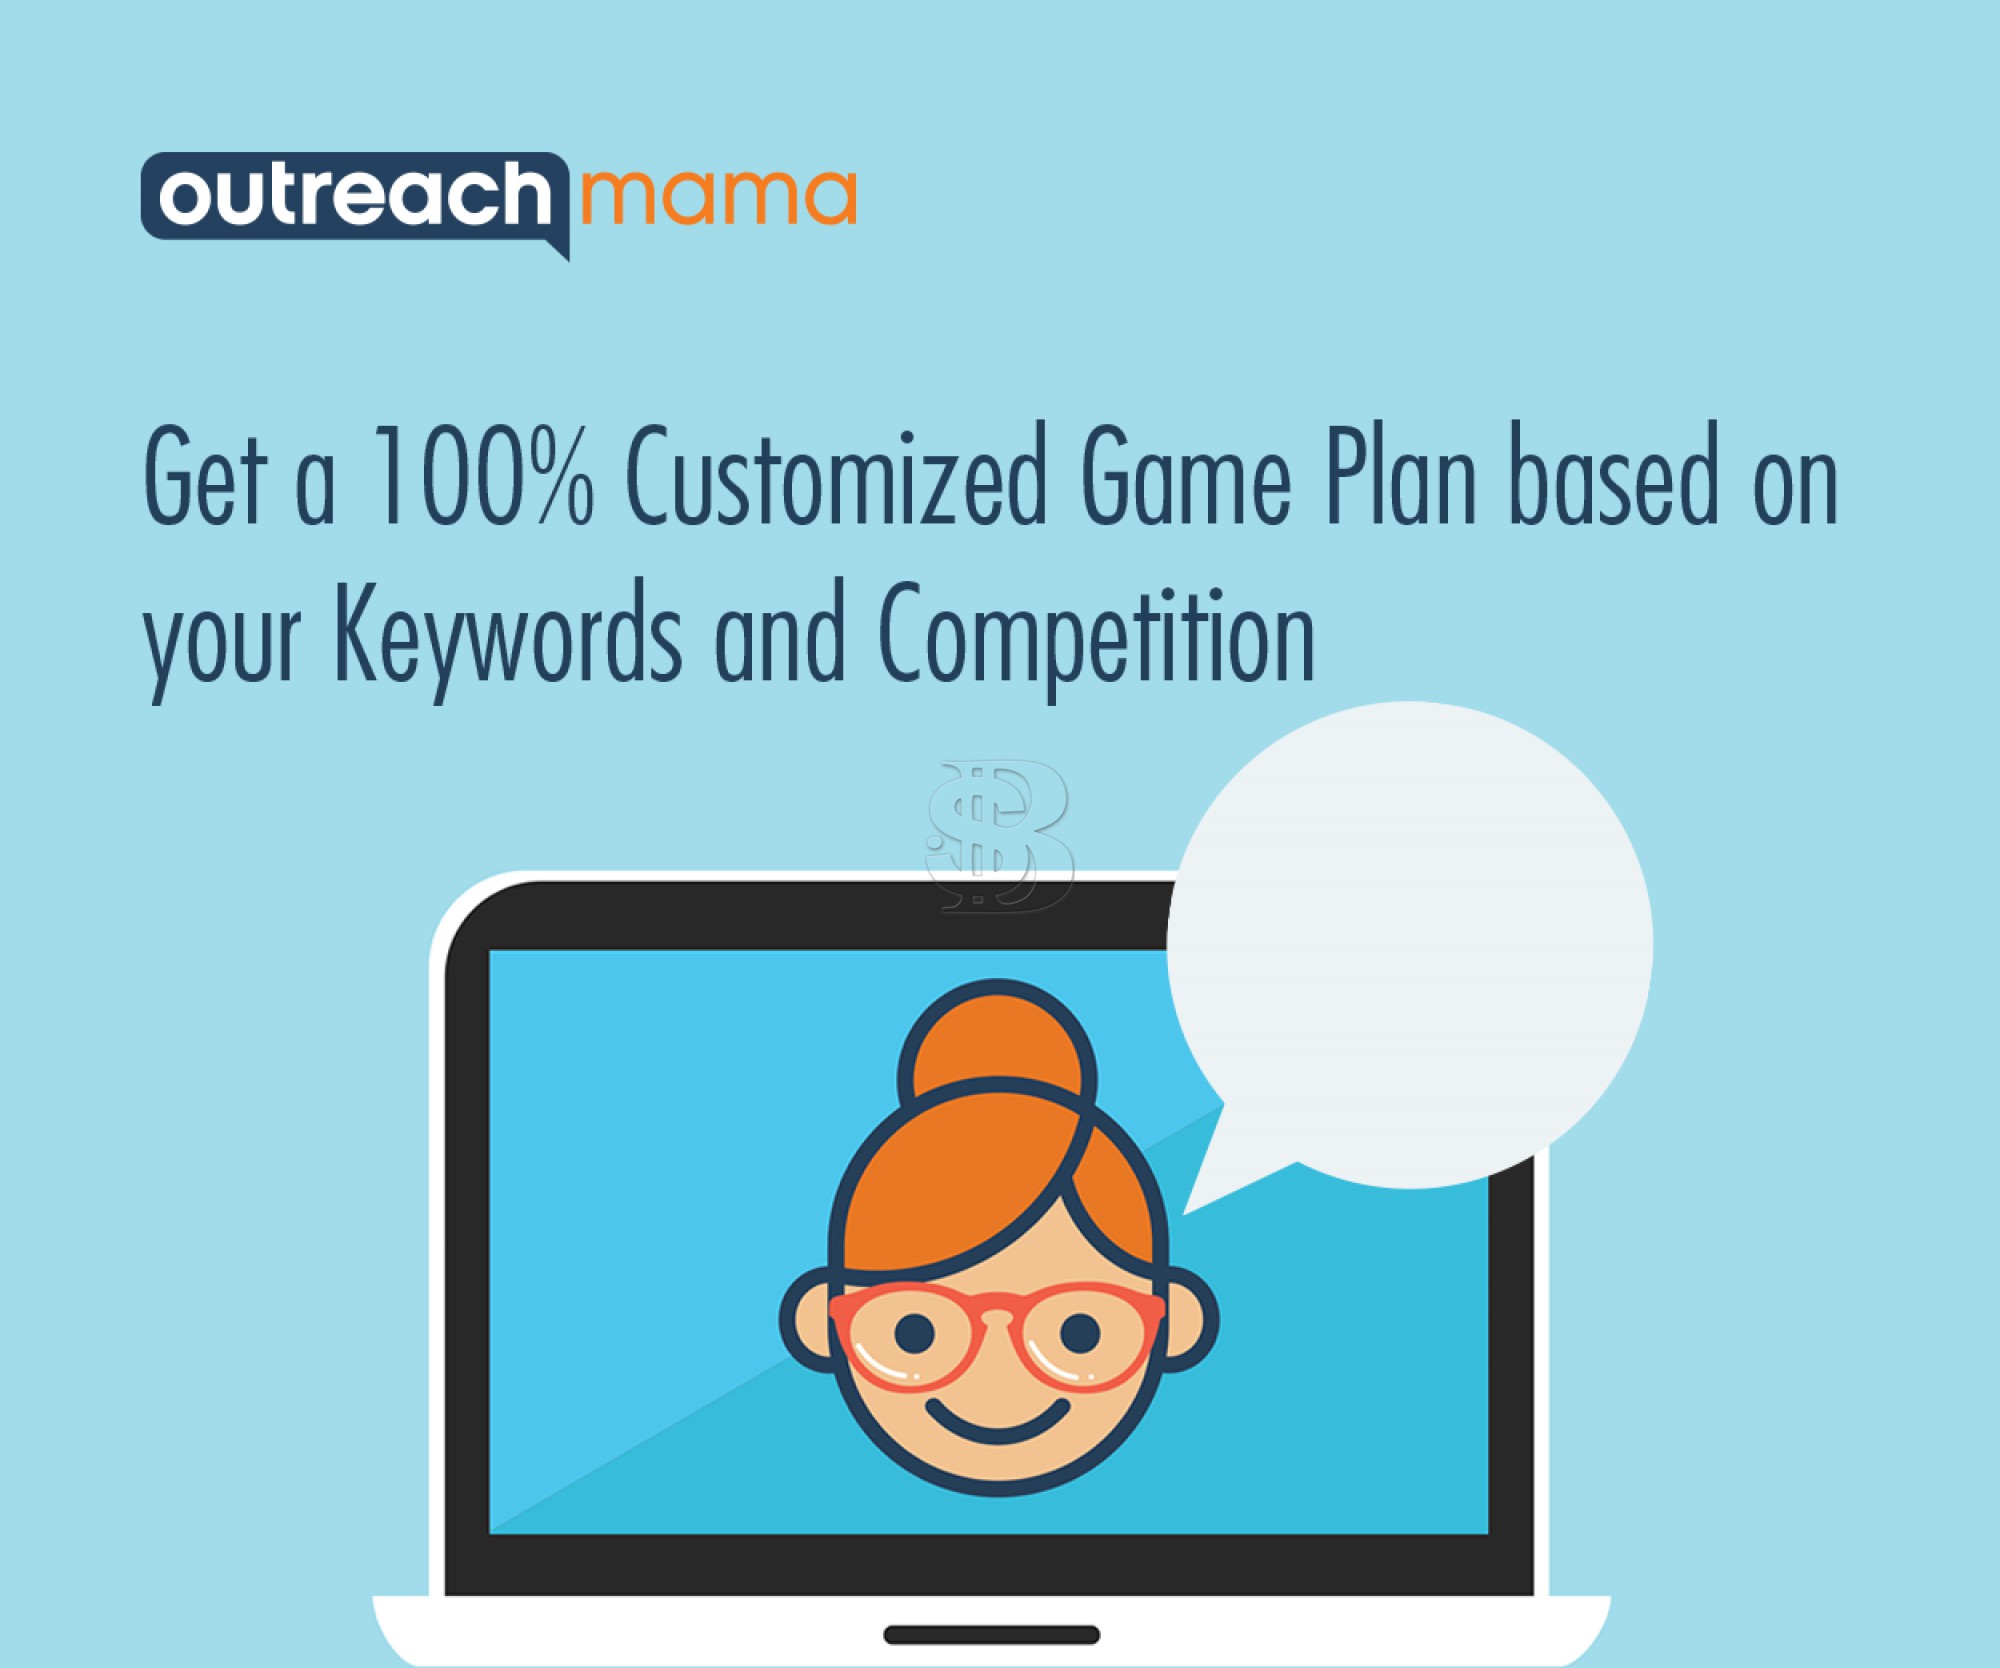 outreach mama
Get a 100% Customized Game Plan based on
your Keywords and Competition